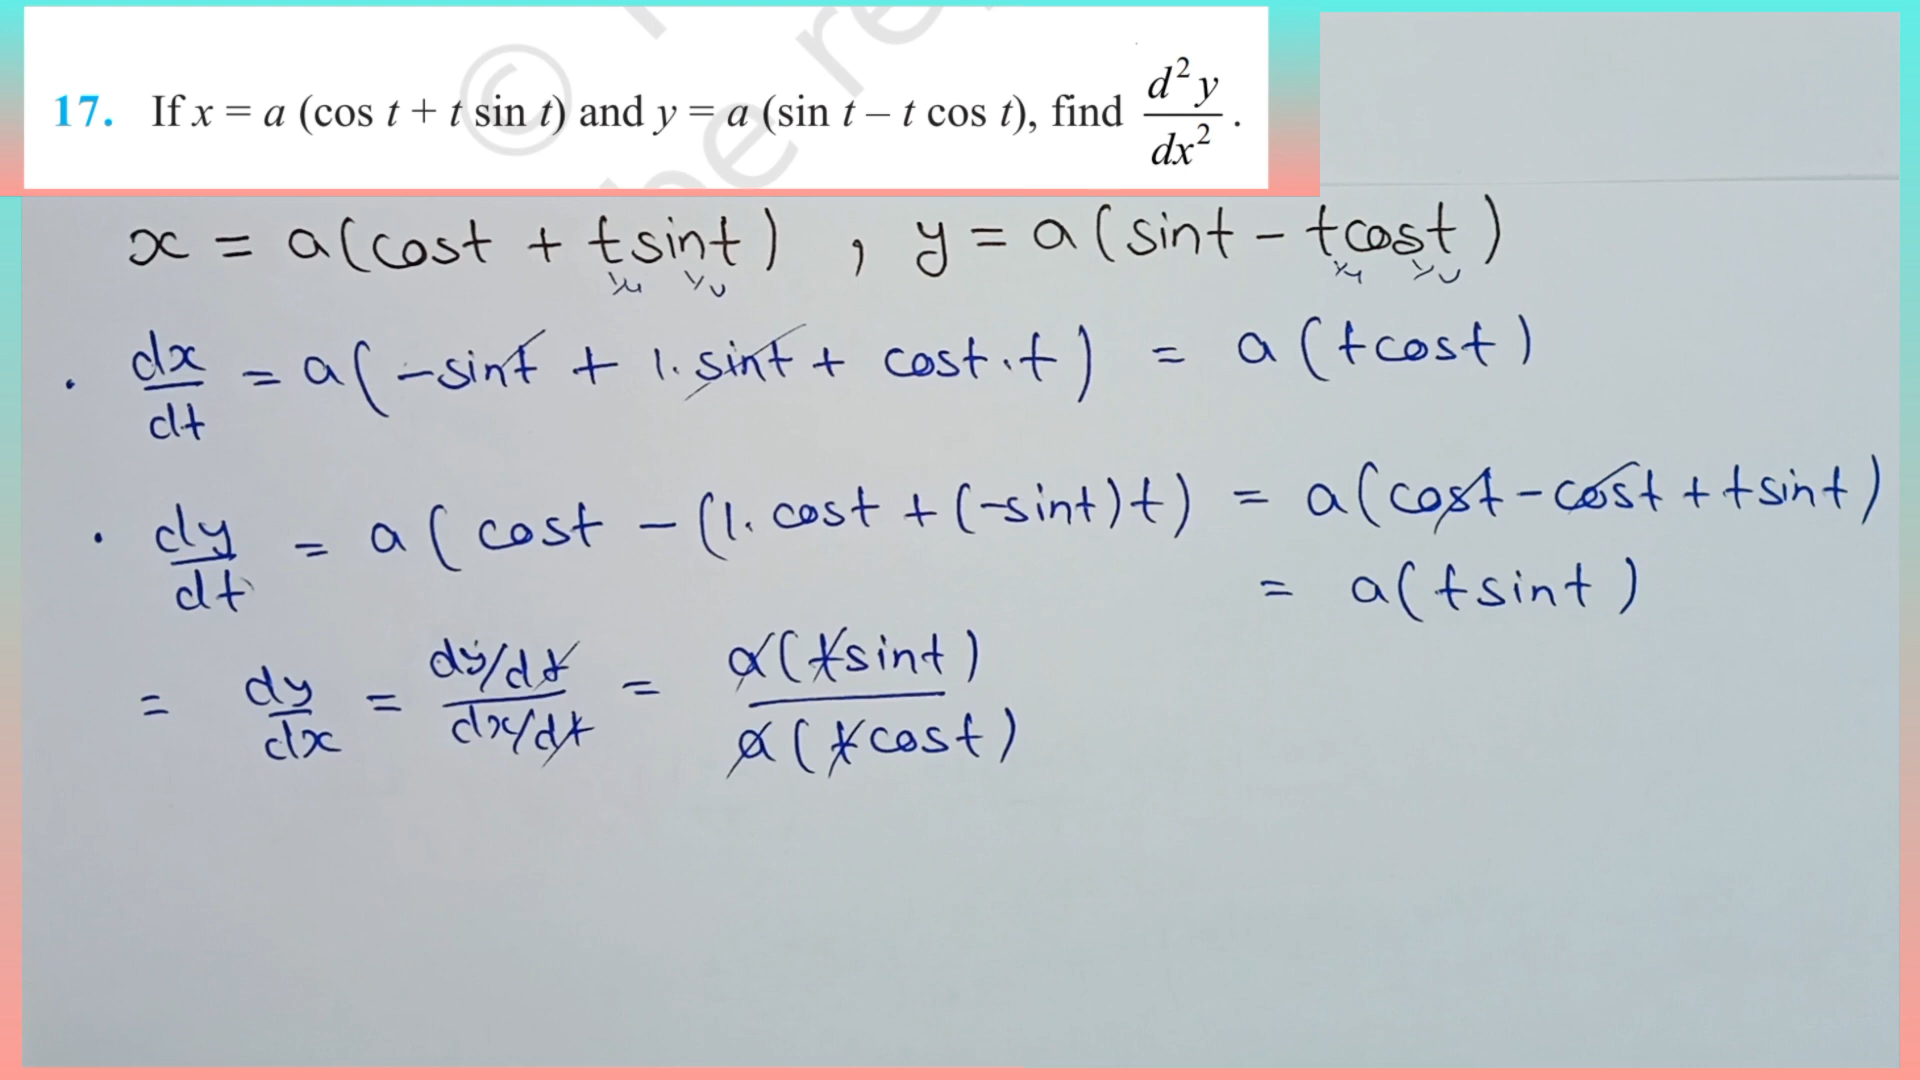 17. If x = a (cos t + t sin t) and y = a (sin t – t cos t), find d²y/dx².
x = a(cost + tsint) , y = a(sint - tcost)
. dx/dt = a(-sint + 1.sint + cost.t) = a(tcost)
. dy/dt = a(cost - (1.cost + (-sint)t) = a(cost - cost + tsint)
= a(tsint)
= dy/dx = dy/dt / dx/dt = a(tsint) / a(tcost)